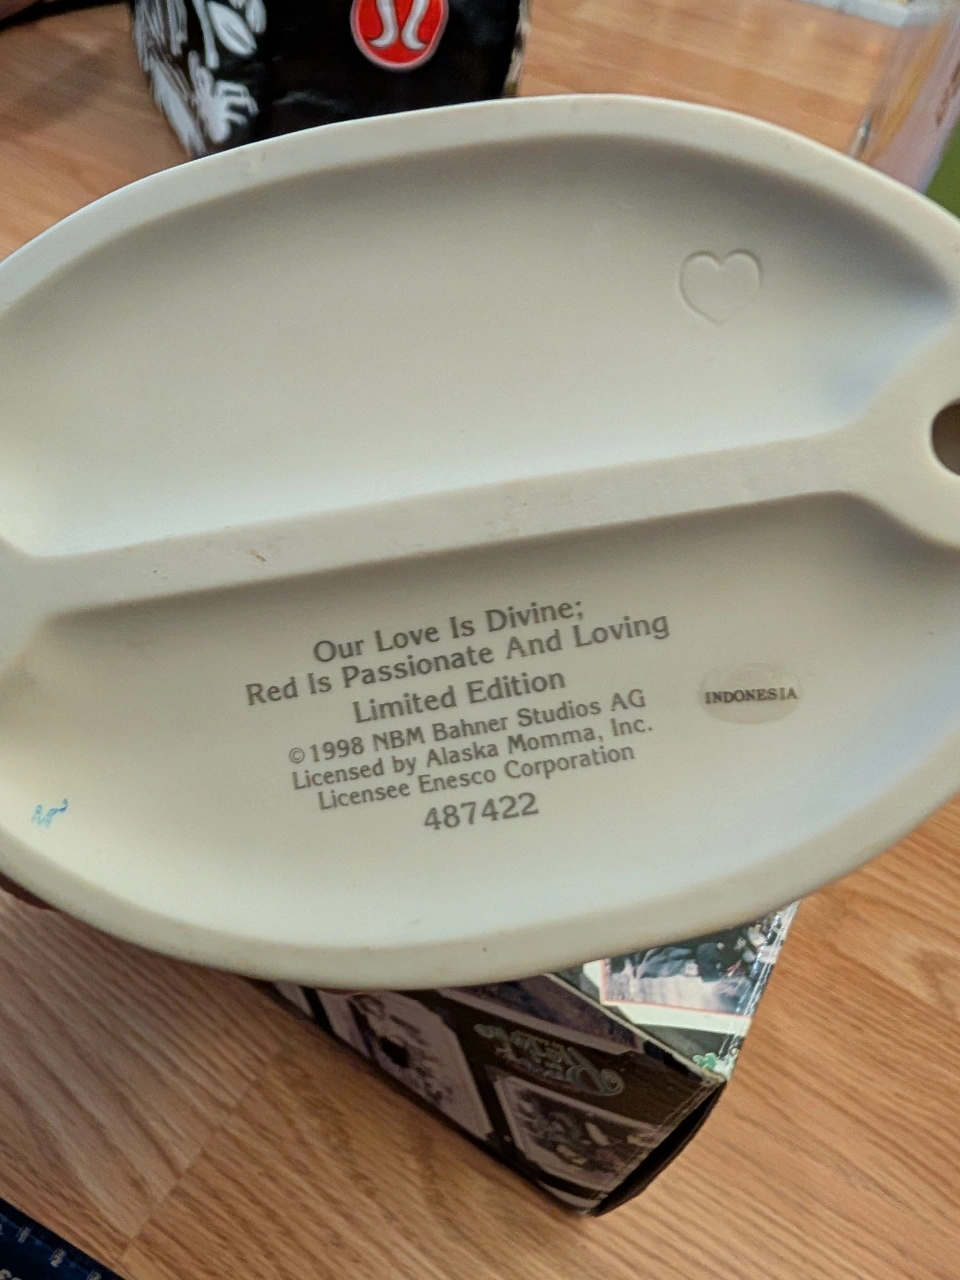 Our Love Is Divine;
Red Is Passionate And Loving
Limited Edition
©1998 NBM Bahner Studios AG
Licensed by Alaska Momma, Inc.
Licensee Enesco Corporation
487422
INDONESIA